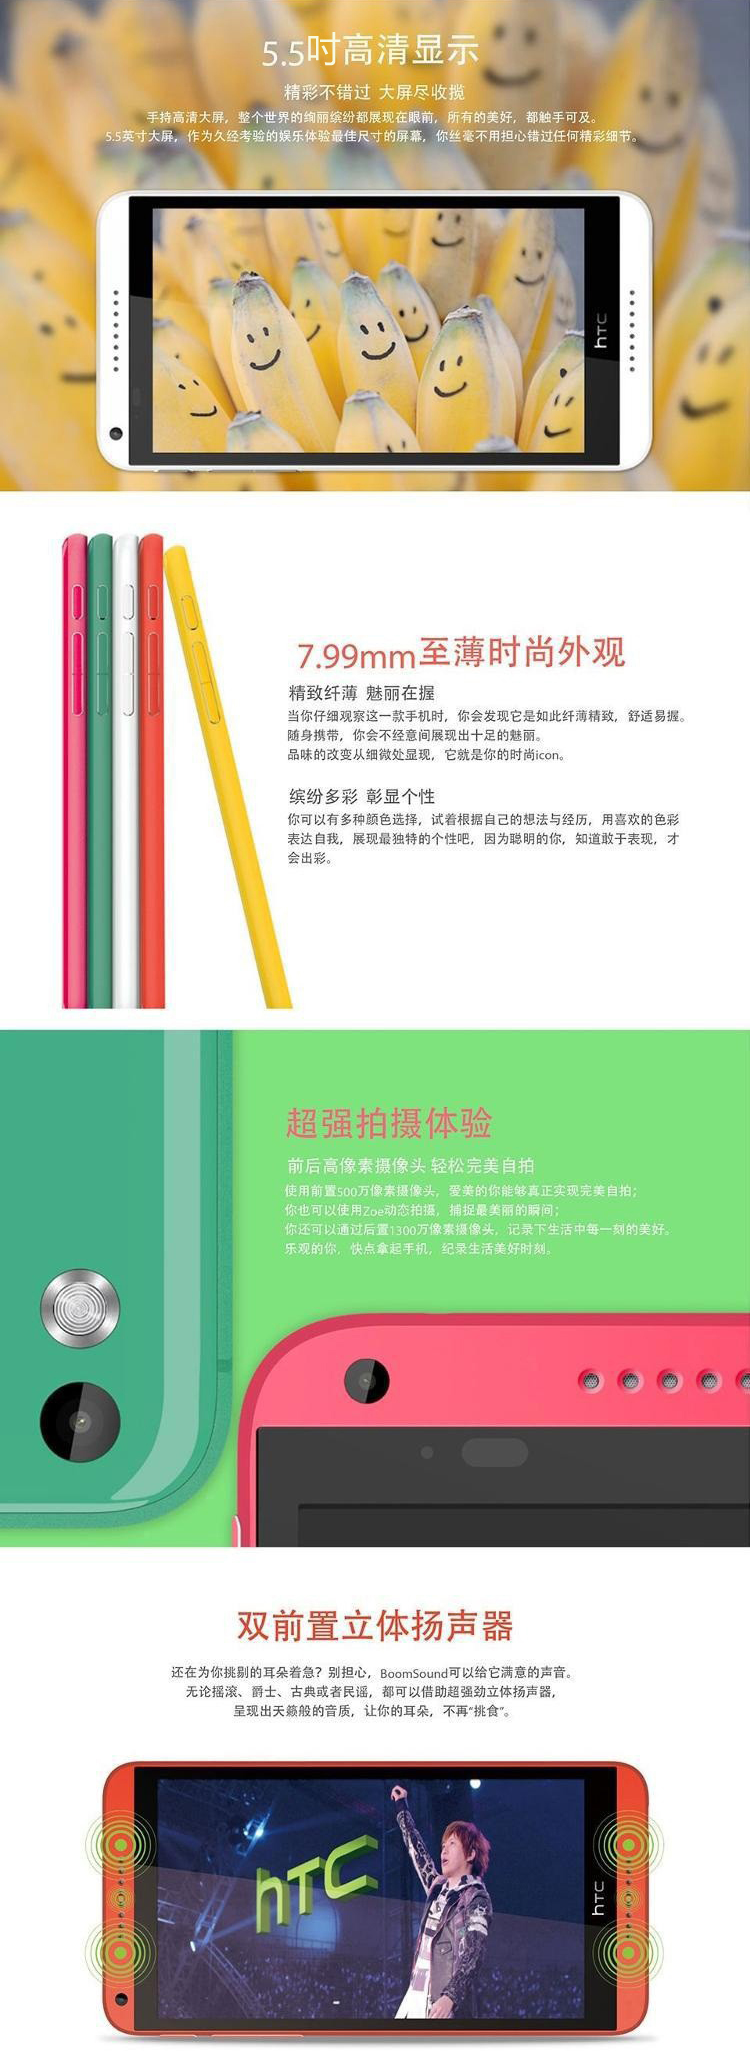 5.5吋高清显示
精彩不错过 大屏尽收揽
手持高清大屏，整个世界的绚丽缤纷都展现在眼前，所有的美好，都触手可及。
5.5英寸大屏，作为久经考验的娱乐体验最佳尺寸的屏幕，你丝毫不用担心错过任何精彩细节。
hTC
7.99mm至薄时尚外观
精致纤薄 魅丽在握
当你仔细观察这一款手机时，你会发现它是如此纤薄精致，舒适易握。
随身携带，你会不经意间展现出十足的魅丽。
品味的改变从细微处显现，它就是你的时尚icon。
缤纷多彩 彰显个性
你可以有多种颜色选择，试着根据自己的想法与经历，用喜欢的色彩
表达自我，展现最独特的个性吧，因为聪明的你，知道敢于表现，才
会出彩。
超强拍摄体验
前后高像素摄像头 轻松完美自拍
使用前置500万像素摄像头，爱美的你能够真正实现完美自拍；
你也可以使用Zoe动态拍摄，捕捉最美丽的瞬间；
你还可以通过后置1300万像素摄像头，记录下生活中每一刻的美好。
乐观的你，快点拿起手机，纪录生活美好时刻。
双前置立体扬声器
还在为你挑剔的耳朵着急？别担心，BoomSound可以给它满意的声音。
无论摇滚、爵士、古典或者民谣，都可以借助超强劲立体扬声器，
呈现出天籁般的音质，让你的耳朵，不再“挑食”。
hTC
hTC